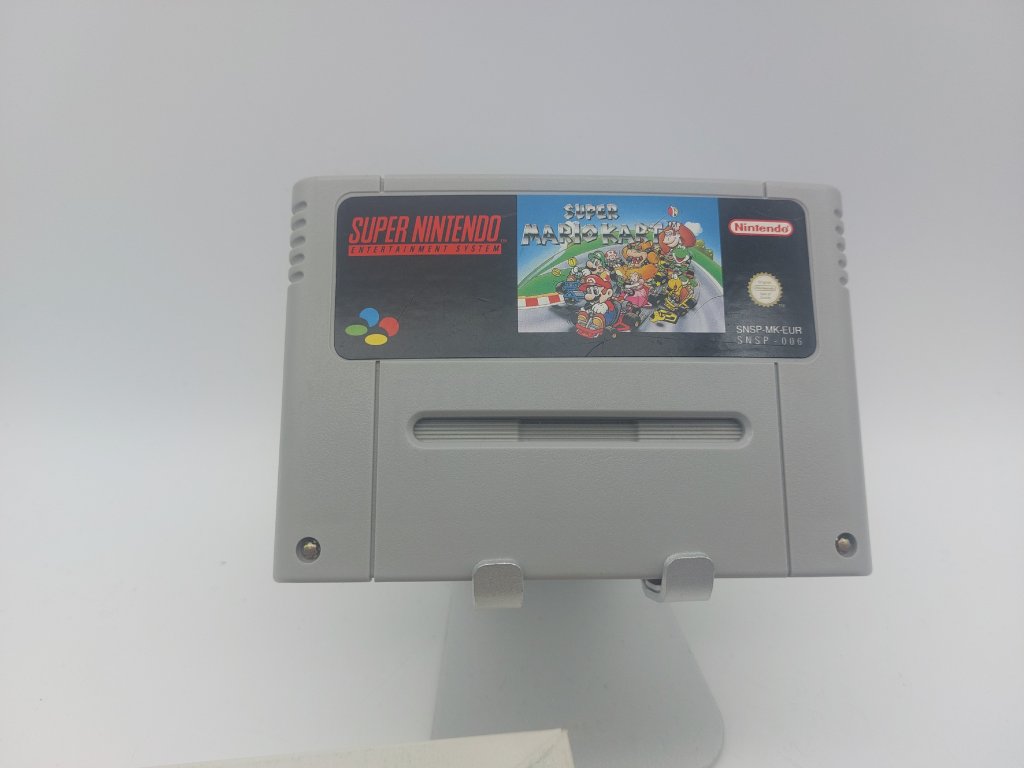 SUPER NINTENDO
ENTERTAINMENT SYSTEM
SUPER
MARIO KART
Nintendo
SNSP-MK-EUR
SNSP-006